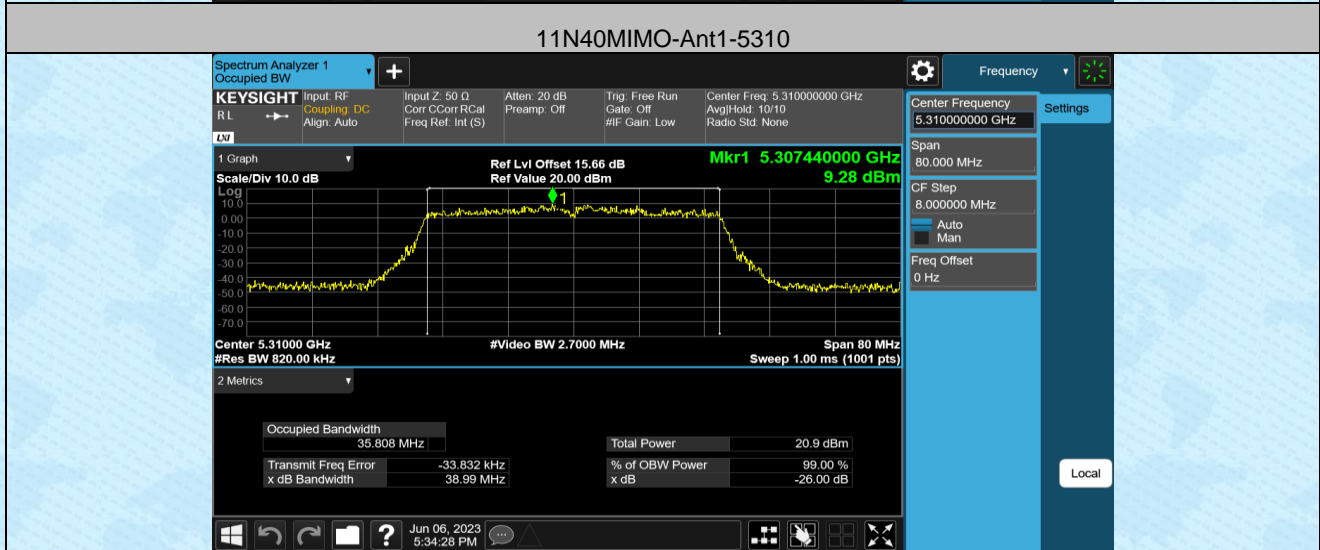 11N40MIMO-Ant1-5310
Spectrum Analyzer 1
Occupied BW
+
Frequency
KEYSIGHT
R L
LXI
Input: RF
Coupling: DC
Align: Auto
Input Z: 50 Ω
Corr CCorr RCal
Freq Ref: Int (S)
Atten: 20 dB
Preamp: Off
Trig: Free Run
Gate: Off
#IF Gain: Low
Center Freq: 5.310000000 GHz
Avg|Hold: 10/10
Radio Std: None
Center Frequency
5.310000000 GHz
Settings
Span
80.000 MHz
CF Step
8.000000 MHz
Auto
Man
Freq Offset
0 Hz
1 Graph
Scale/Div 10.0 dB
Ref Lvl Offset 15.66 dB
Ref Value 20.00 dBm
Mkr1 5.307440000 GHz
9.28 dBm
Log
10.0
0.00
-10.0
-20.0
-30.0
-40.0
-50.0
-60.0
-70.0
1
Center 5.31000 GHz
#Video BW 2.7000 MHz
Span 80 MHz
#Res BW 820.00 kHz
Sweep 1.00 ms (1001 pts)
2 Metrics
Occupied Bandwidth
35.808 MHz
Total Power 20.9 dBm
Transmit Freq Error -33.832 kHz
% of OBW Power 99.00 %
x dB Bandwidth 38.99 MHz
x dB -26.00 dB
Local
?
Jun 06, 2023
5:34:28 PM